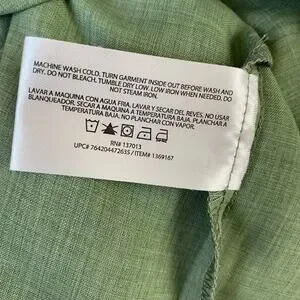 MACHINE WASH COLD, TURN GARMENT INSIDE OUT BEFORE WASH AND
DRY. DO NOT BLEACH. TUMBLE DRY LOW. LOW IRON WHEN NEEDED. DO
NOT STEAM IRON.
LAVAR A MAQUINA CON AGUA FRIA, LAVAR Y SECAR DEL REVES. NO USAR
BLANQUEADOR. SECAR A MAQUINA A TEMPERATURA BAJA. PLANCHAR A
TEMPERATURA BAJA. NO PLANCHAR CON VAPOR.
RN# 137013
UPC# 764204472635 / ITEM# 1369167